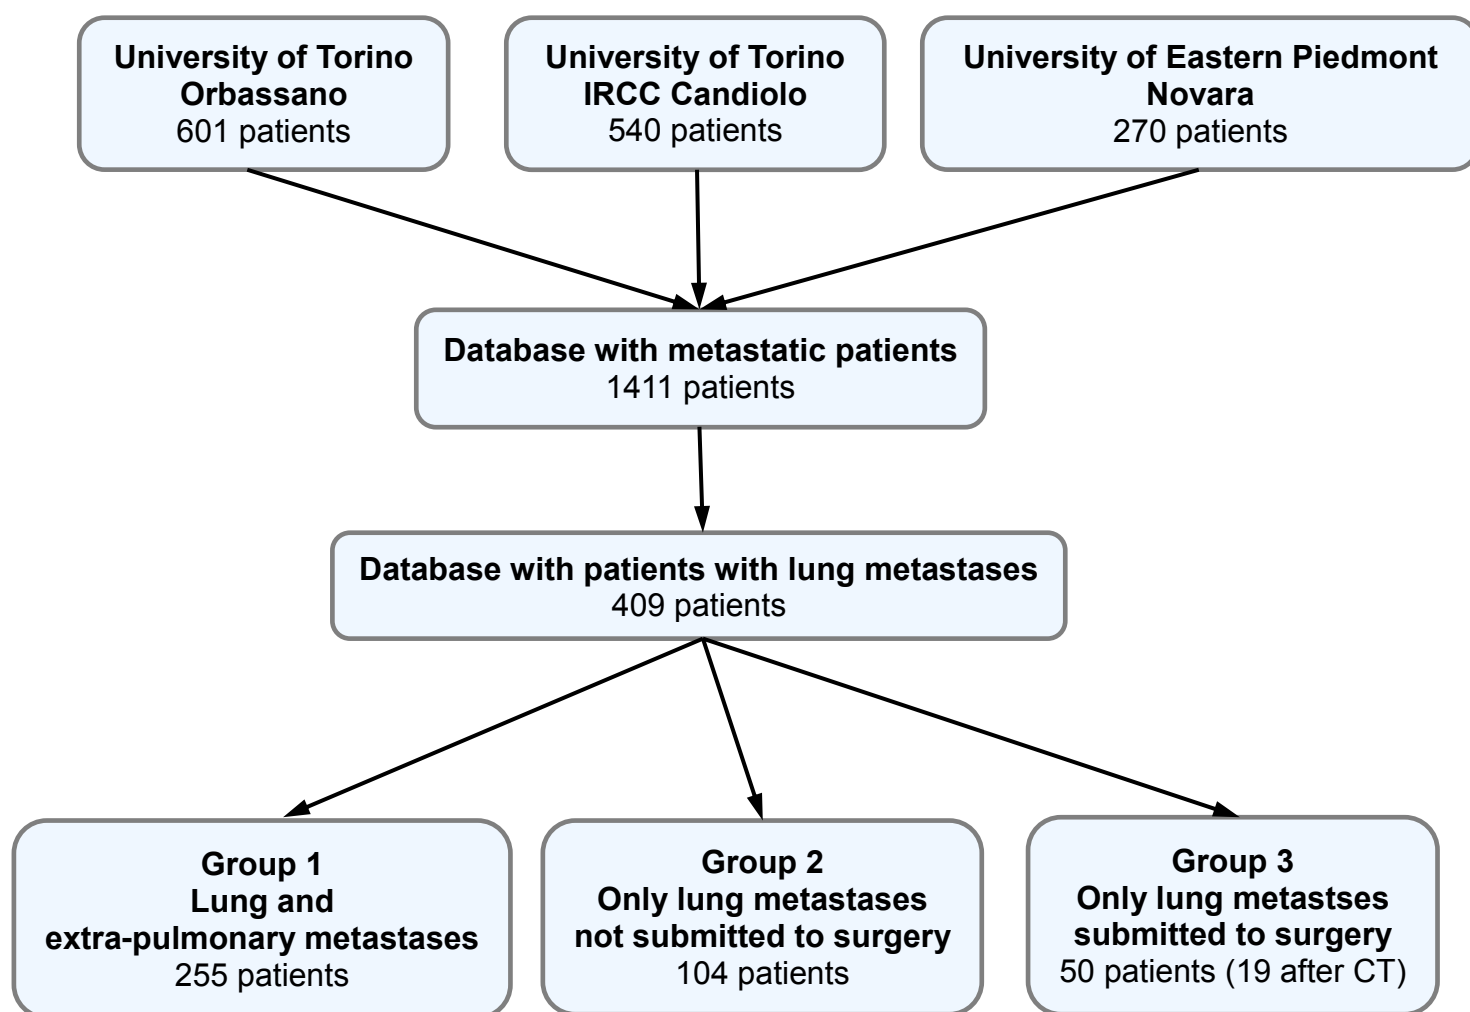 University of Torino
Orbassano
601 patients
University of Torino
IRCC Candiolo
540 patients
University of Eastern Piedmont
Novara
270 patients
Database with metastatic patients
1411 patients
Database with patients with lung metastases
409 patients
Group 1
Lung and
extra-pulmonary metastases
255 patients
Group 2
Only lung metastases
not submitted to surgery
104 patients
Group 3
Only lung metastses
submitted to surgery
50 patients (19 after CT)